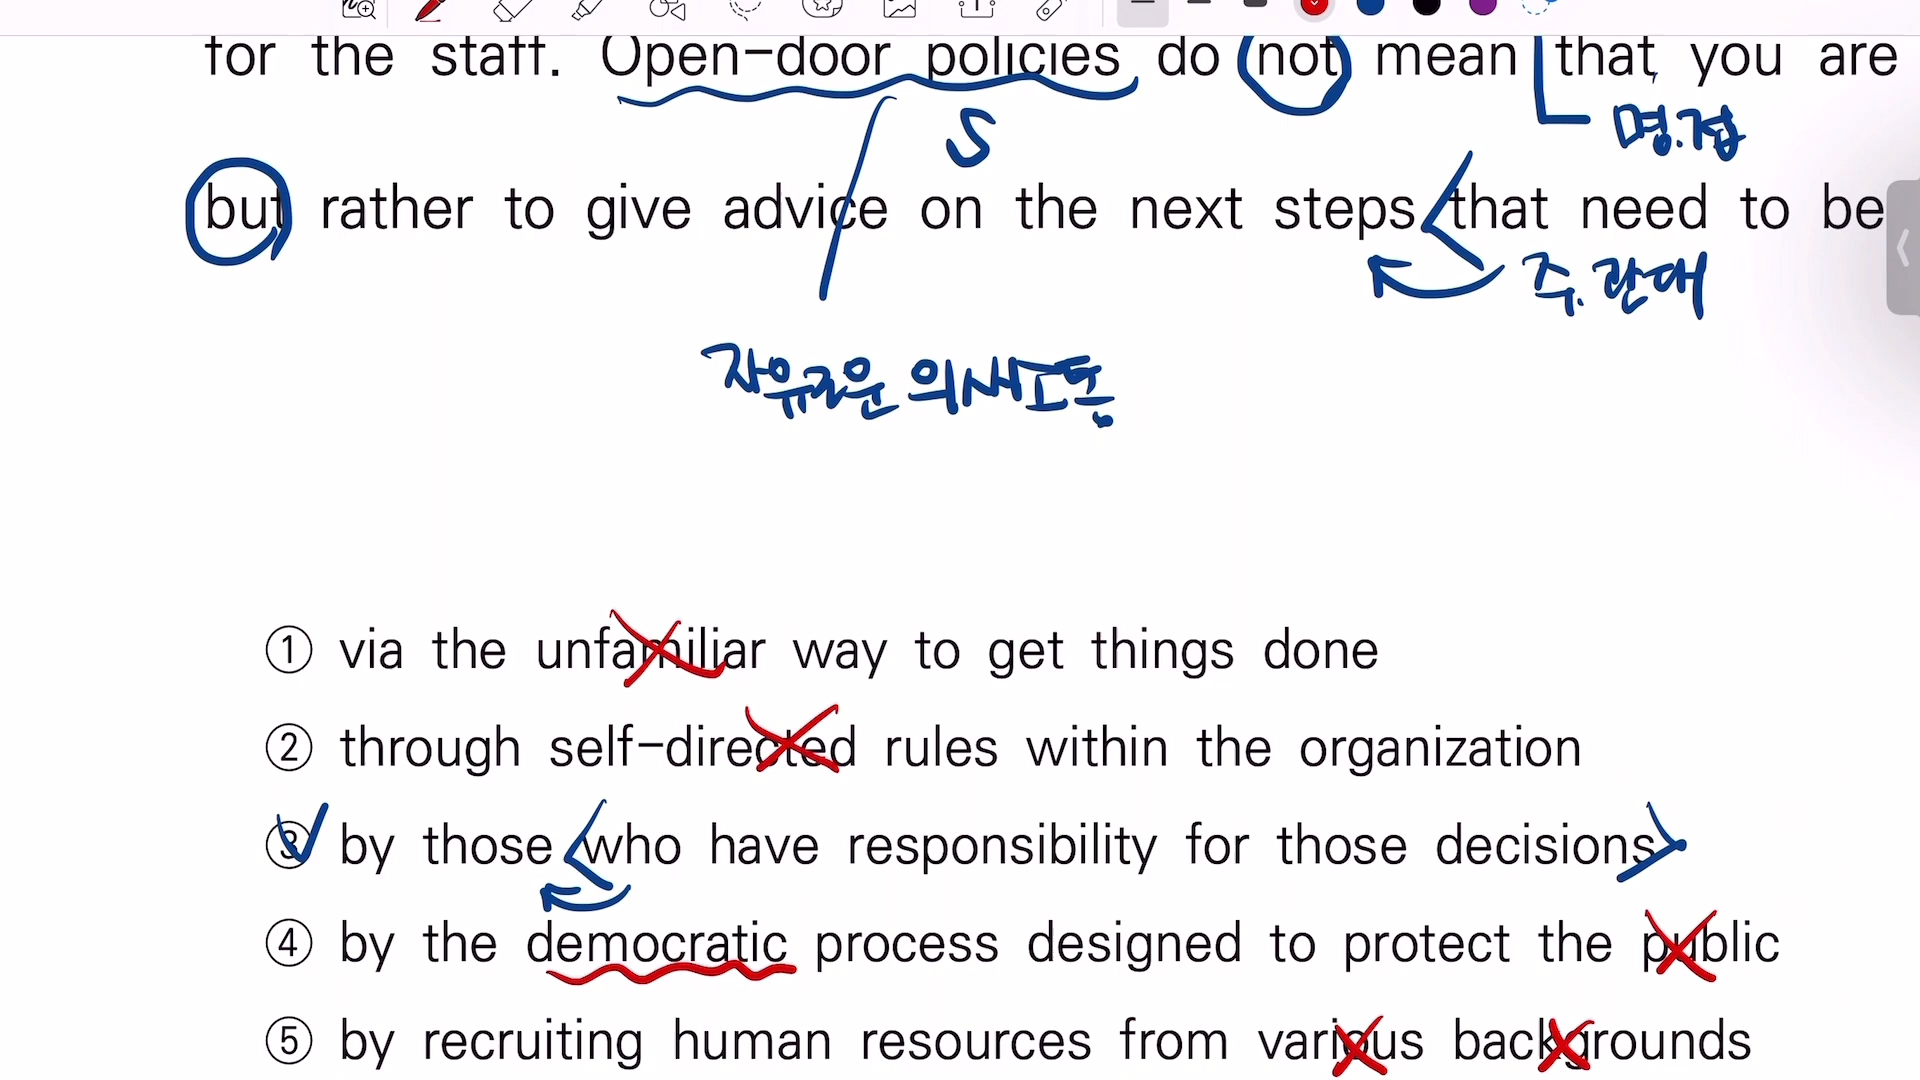 for the staff. Open-door policies do not mean that you are
S
명.접
but rather to give advice on the next steps that need to be
주.관대
자유로운 의사소통
① via the unfamiliar way to get things done
② through self-directed rules within the organization
③ by those who have responsibility for those decisions
④ by the democratic process designed to protect the public
⑤ by recruiting human resources from various backgrounds